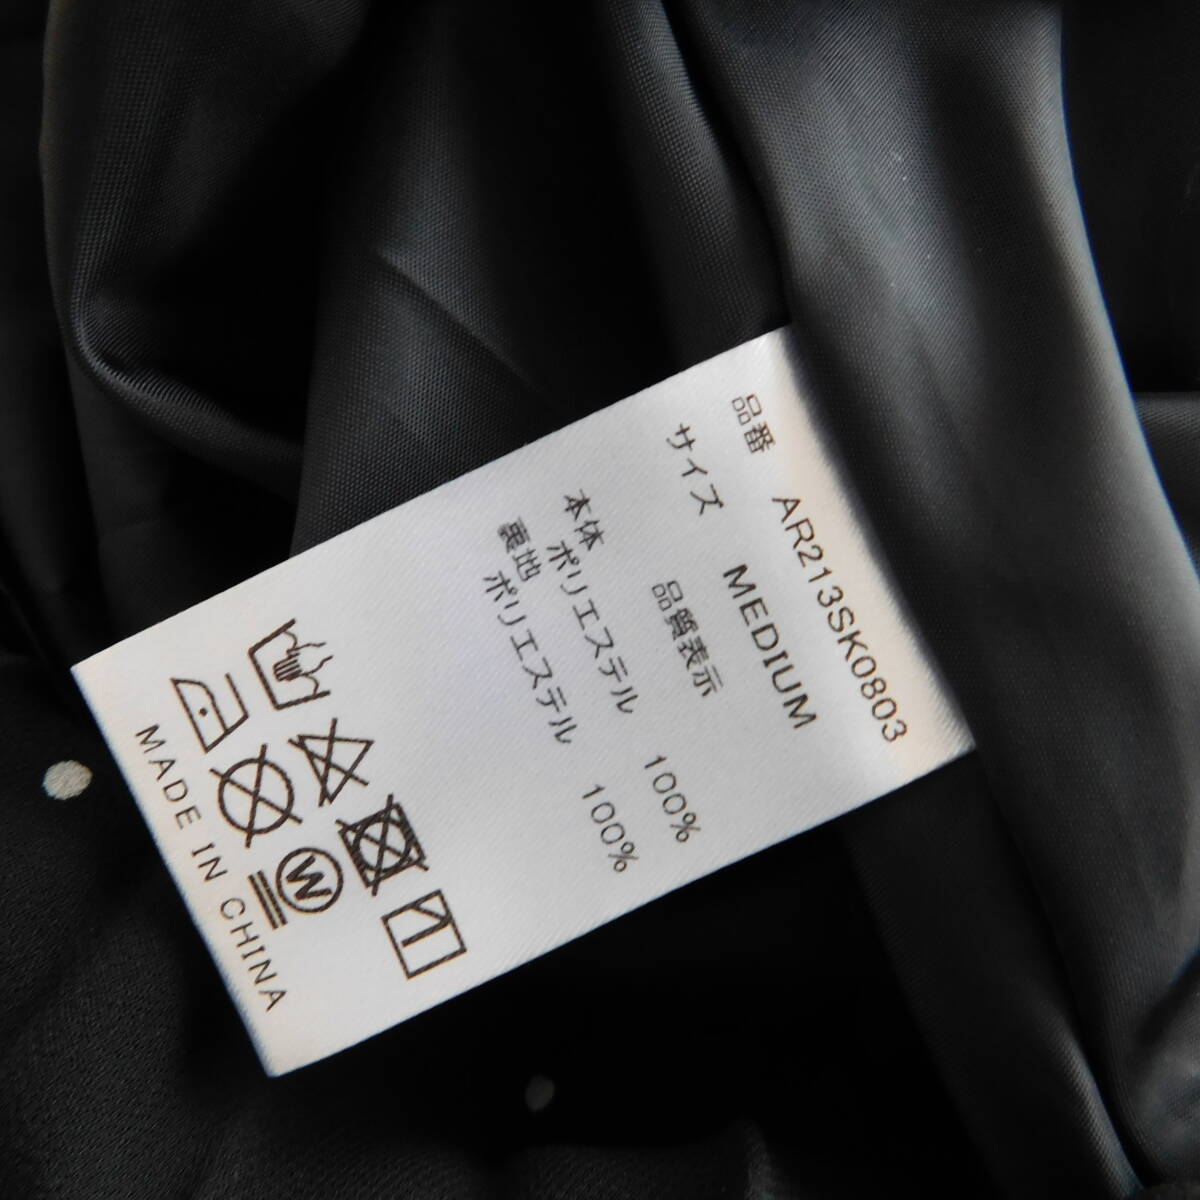 品番 AR213SK0803
サイズ MEDIUM
品質表示
本体 ポリエステル 100%
裏地 ポリエステル 100%
W
MADE IN CHINA